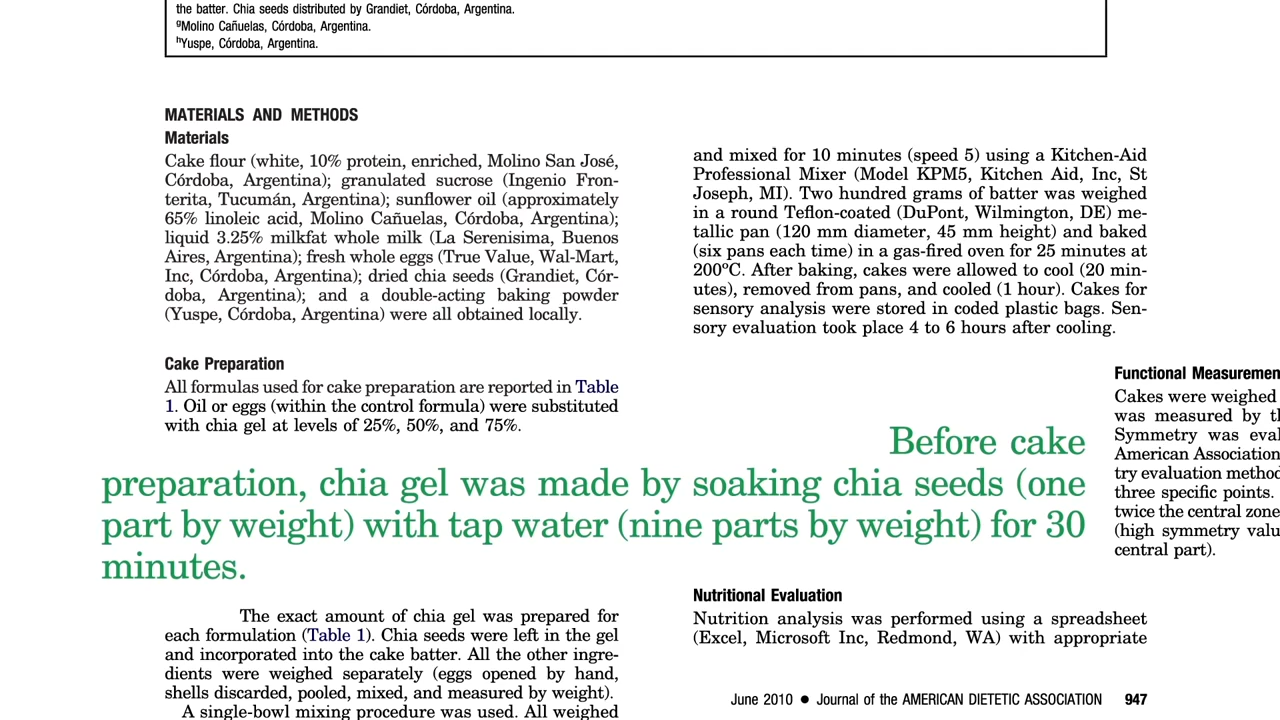 the batter. Chia seeds distributed by Grandiet, Córdoba, Argentina.
gMolino Cañuelas, Córdoba, Argentina.
hYuspe, Córdoba, Argentina.
MATERIALS AND METHODS
Materials
Cake flour (white, 10% protein, enriched, Molino San José,
Córdoba, Argentina); granulated sucrose (Ingenio Fron-
terita, Tucumán, Argentina); sunflower oil (approximately
65% linoleic acid, Molino Cañuelas, Córdoba, Argentina);
liquid 3.25% milkfat whole milk (La Serenisima, Buenos
Aires, Argentina); fresh whole eggs (True Value, Wal-Mart,
Inc, Córdoba, Argentina); dried chia seeds (Grandiet, Cór-
doba, Argentina); and a double-acting baking powder
(Yuspe, Córdoba, Argentina) were all obtained locally.
Cake Preparation
All formulas used for cake preparation are reported in Table
1. Oil or eggs (within the control formula) were substituted
with chia gel at levels of 25%, 50%, and 75%.
Before cake
preparation, chia gel was made by soaking chia seeds (one
part by weight) with tap water (nine parts by weight) for 30
minutes.
The exact amount of chia gel was prepared for
each formulation (Table 1). Chia seeds were left in the gel
and incorporated into the cake batter. All the other ingre-
dients were weighed separately (eggs opened by hand,
shells discarded, pooled, mixed, and measured by weight).
A single-bowl mixing procedure was used. All weighed
and mixed for 10 minutes (speed 5) using a Kitchen-Aid
Professional Mixer (Model KPM5, Kitchen Aid, Inc, St
Joseph, MI). Two hundred grams of batter was weighed
in a round Teflon-coated (DuPont, Wilmington, DE) me-
tallic pan (120 mm diameter, 45 mm height) and baked
(six pans each time) in a gas-fired oven for 25 minutes at
200ºC. After baking, cakes were allowed to cool (20 min-
utes), removed from pans, and cooled (1 hour). Cakes for
sensory analysis were stored in coded plastic bags. Sen-
sory evaluation took place 4 to 6 hours after cooling.
Nutritional Evaluation
Nutrition analysis was performed using a spreadsheet
(Excel, Microsoft Inc, Redmond, WA) with appropriate
Functional Measuremen
Cakes were weighed
was measured by t
Symmetry was eval
American Association
try evaluation method
three specific points.
twice the central zone
(high symmetry valu
central part).
June 2010 ● Journal of the AMERICAN DIETETIC ASSOCIATION 947